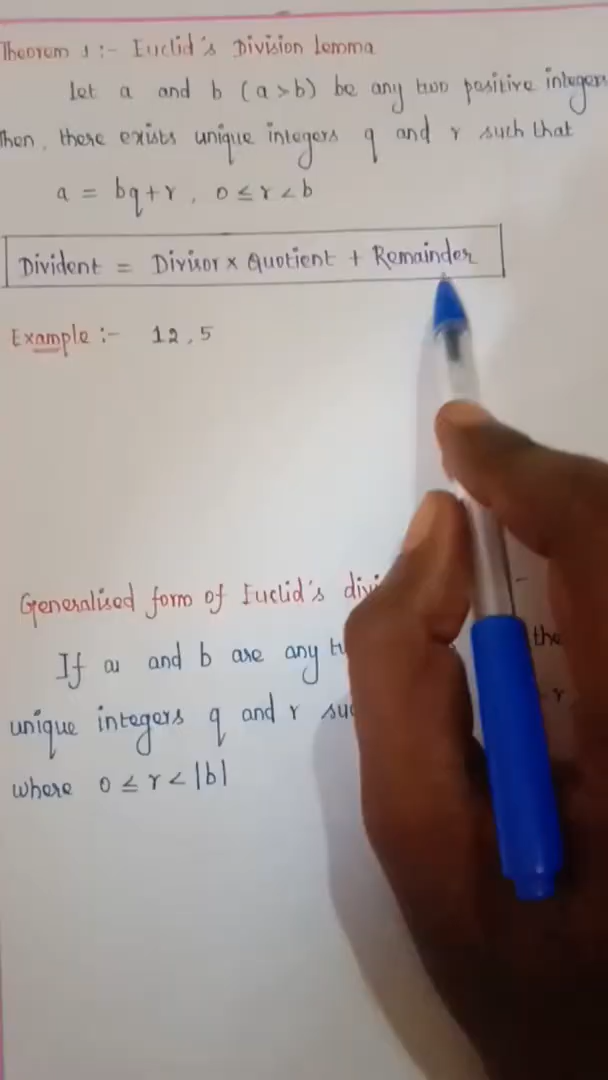 Theorem 1:- Euclid's Division Lemma
Let a and b (a>b) be any two positive integers
Then, there exists unique integers q and r such that
a = bq+r, 0≤r<b
Divident = Divisor × Quotient + Remainder
Example :- 12, 5
Generalised form of Euclid's
If a and b are any the
unique integers q and r r
where 0≤r<|b|